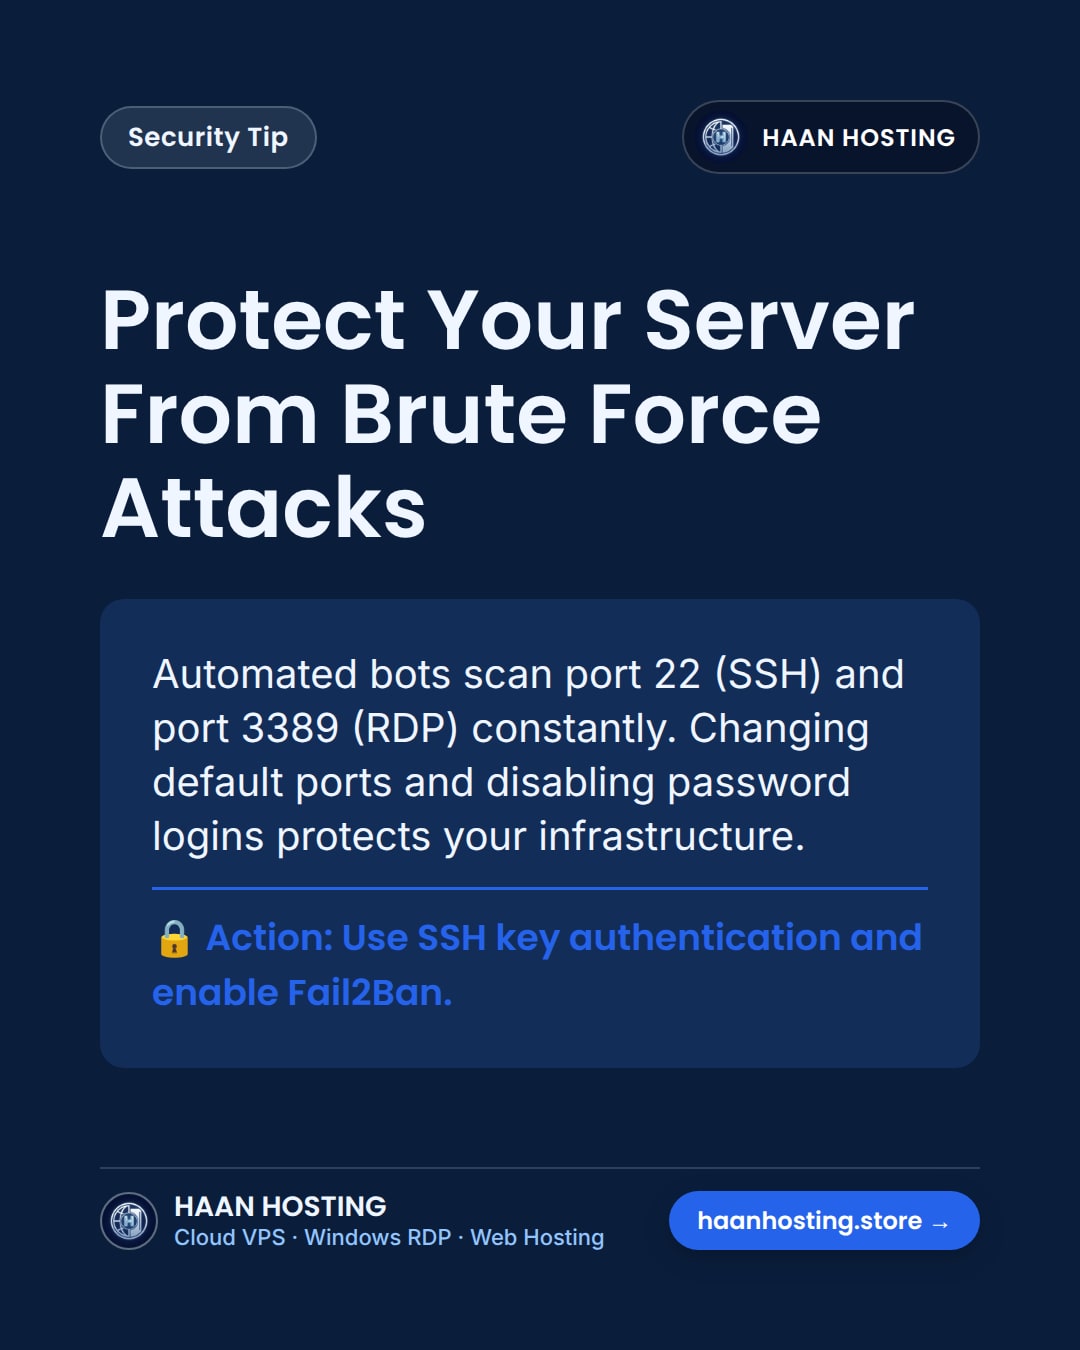 Security Tip
HAAN HOSTING
Protect Your Server
From Brute Force
Attacks
Automated bots scan port 22 (SSH) and
port 3389 (RDP) constantly. Changing
default ports and disabling password
logins protects your infrastructure.
🔒 Action: Use SSH key authentication and
enable Fail2Ban.
HAAN HOSTING
Cloud VPS · Windows RDP · Web Hosting
haanhosting.store →